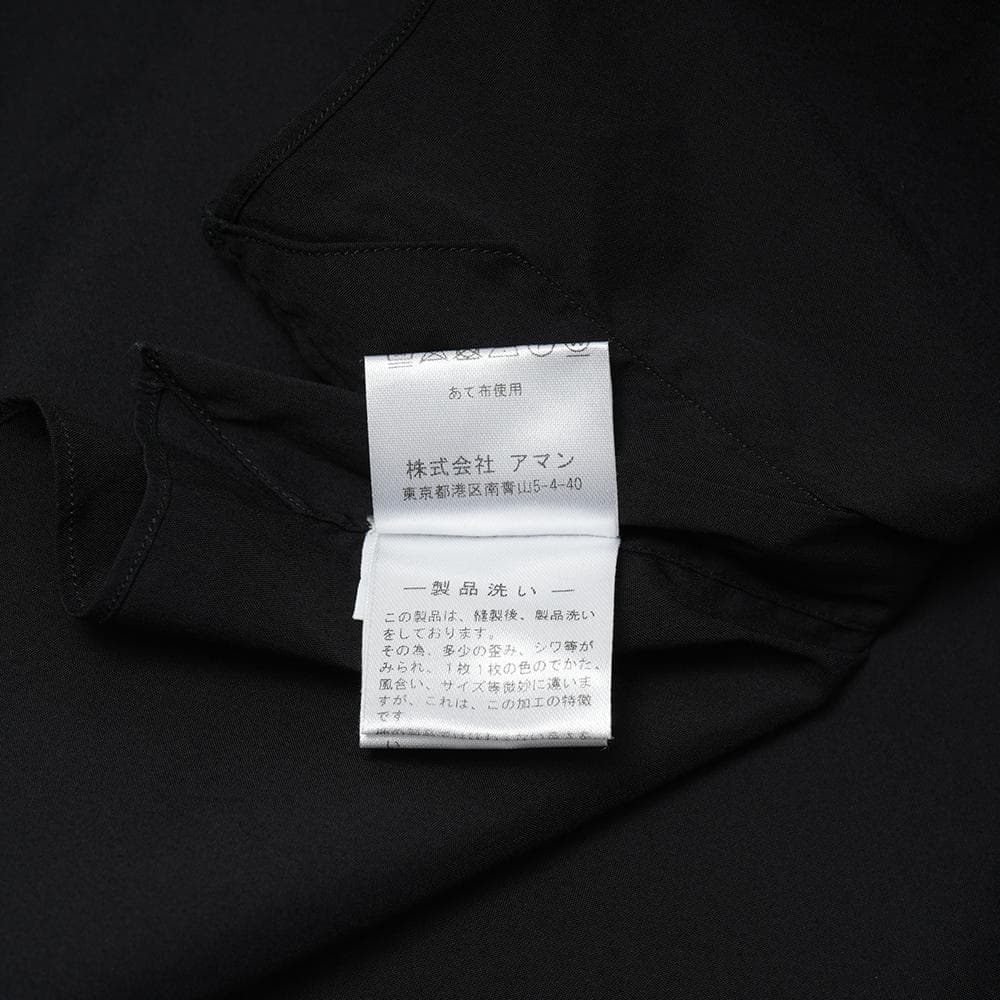 あて布使用
株式会社 アマン
東京都港区南青山5-4-40
―製品洗い―
この製品は、縫製後、製品洗い
をしております。
その為、多少の歪み、シワ等が
みられ、1枚1枚の色のでかた、
風合い、サイズ等微妙に違いま
すが、これは、この加工の特徴
です